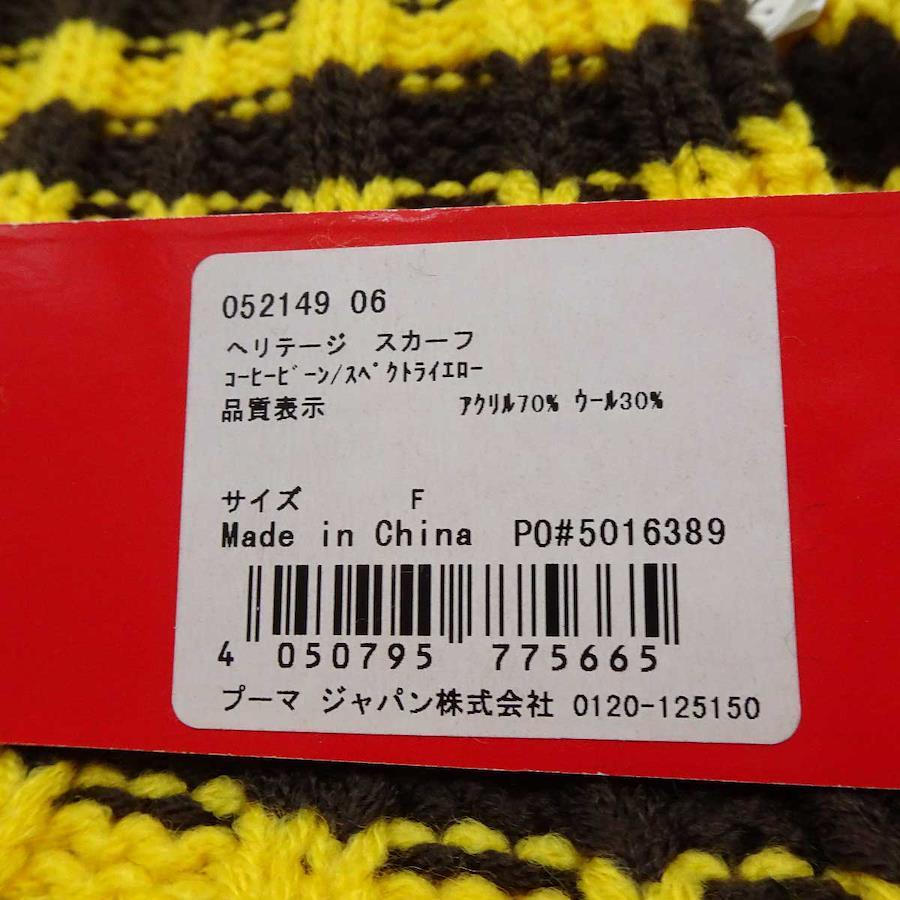 052149 06
ヘリテージ スカーフ
ｺｰﾋｰﾋﾞｰﾝ/ｽﾍﾟｸﾄﾗｲｴﾛｰ
品質表示 ｱｸﾘﾙ70% ｳｰﾙ30%
サイズ F
Made in China PO#5016389
4 050795 775665
プーマ ジャパン株式会社 0120-125150